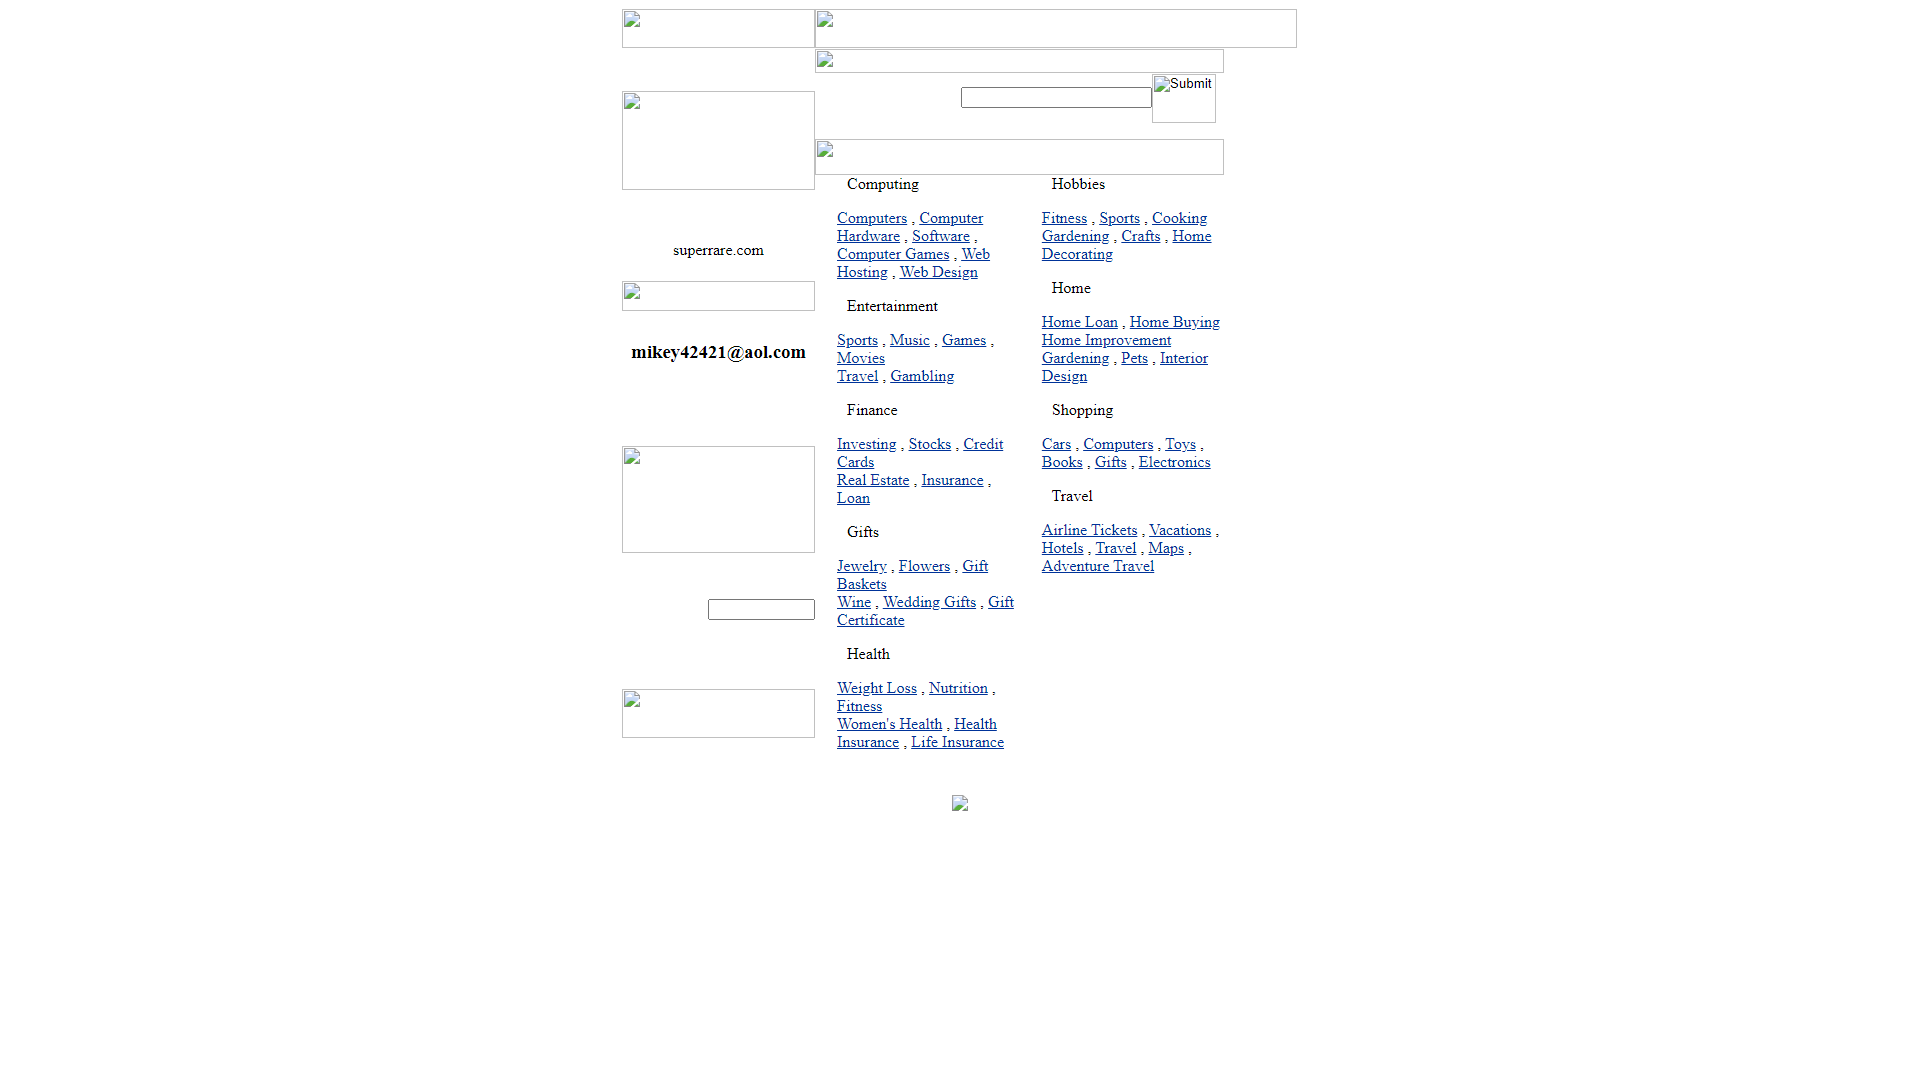 Submit
superrare.com
mikey42421@aol.com
Computing
Computers , Computer
Hardware , Software ,
Computer Games , Web
Hosting , Web Design
Entertainment
Sports , Music , Games ,
Movies
Travel , Gambling
Finance
Investing , Stocks , Credit
Cards
Real Estate , Insurance ,
Loan
Gifts
Jewelry , Flowers , Gift
Baskets
Wine , Wedding Gifts , Gift
Certificate
Health
Weight Loss , Nutrition ,
Fitness
Women's Health , Health
Insurance , Life Insurance
Hobbies
Fitness , Sports , Cooking
Gardening , Crafts , Home
Decorating
Home
Home Loan , Home Buying
Home Improvement
Gardening , Pets , Interior
Design
Shopping
Cars , Computers , Toys ,
Books , Gifts , Electronics
Travel
Airline Tickets , Vacations ,
Hotels , Travel , Maps ,
Adventure Travel